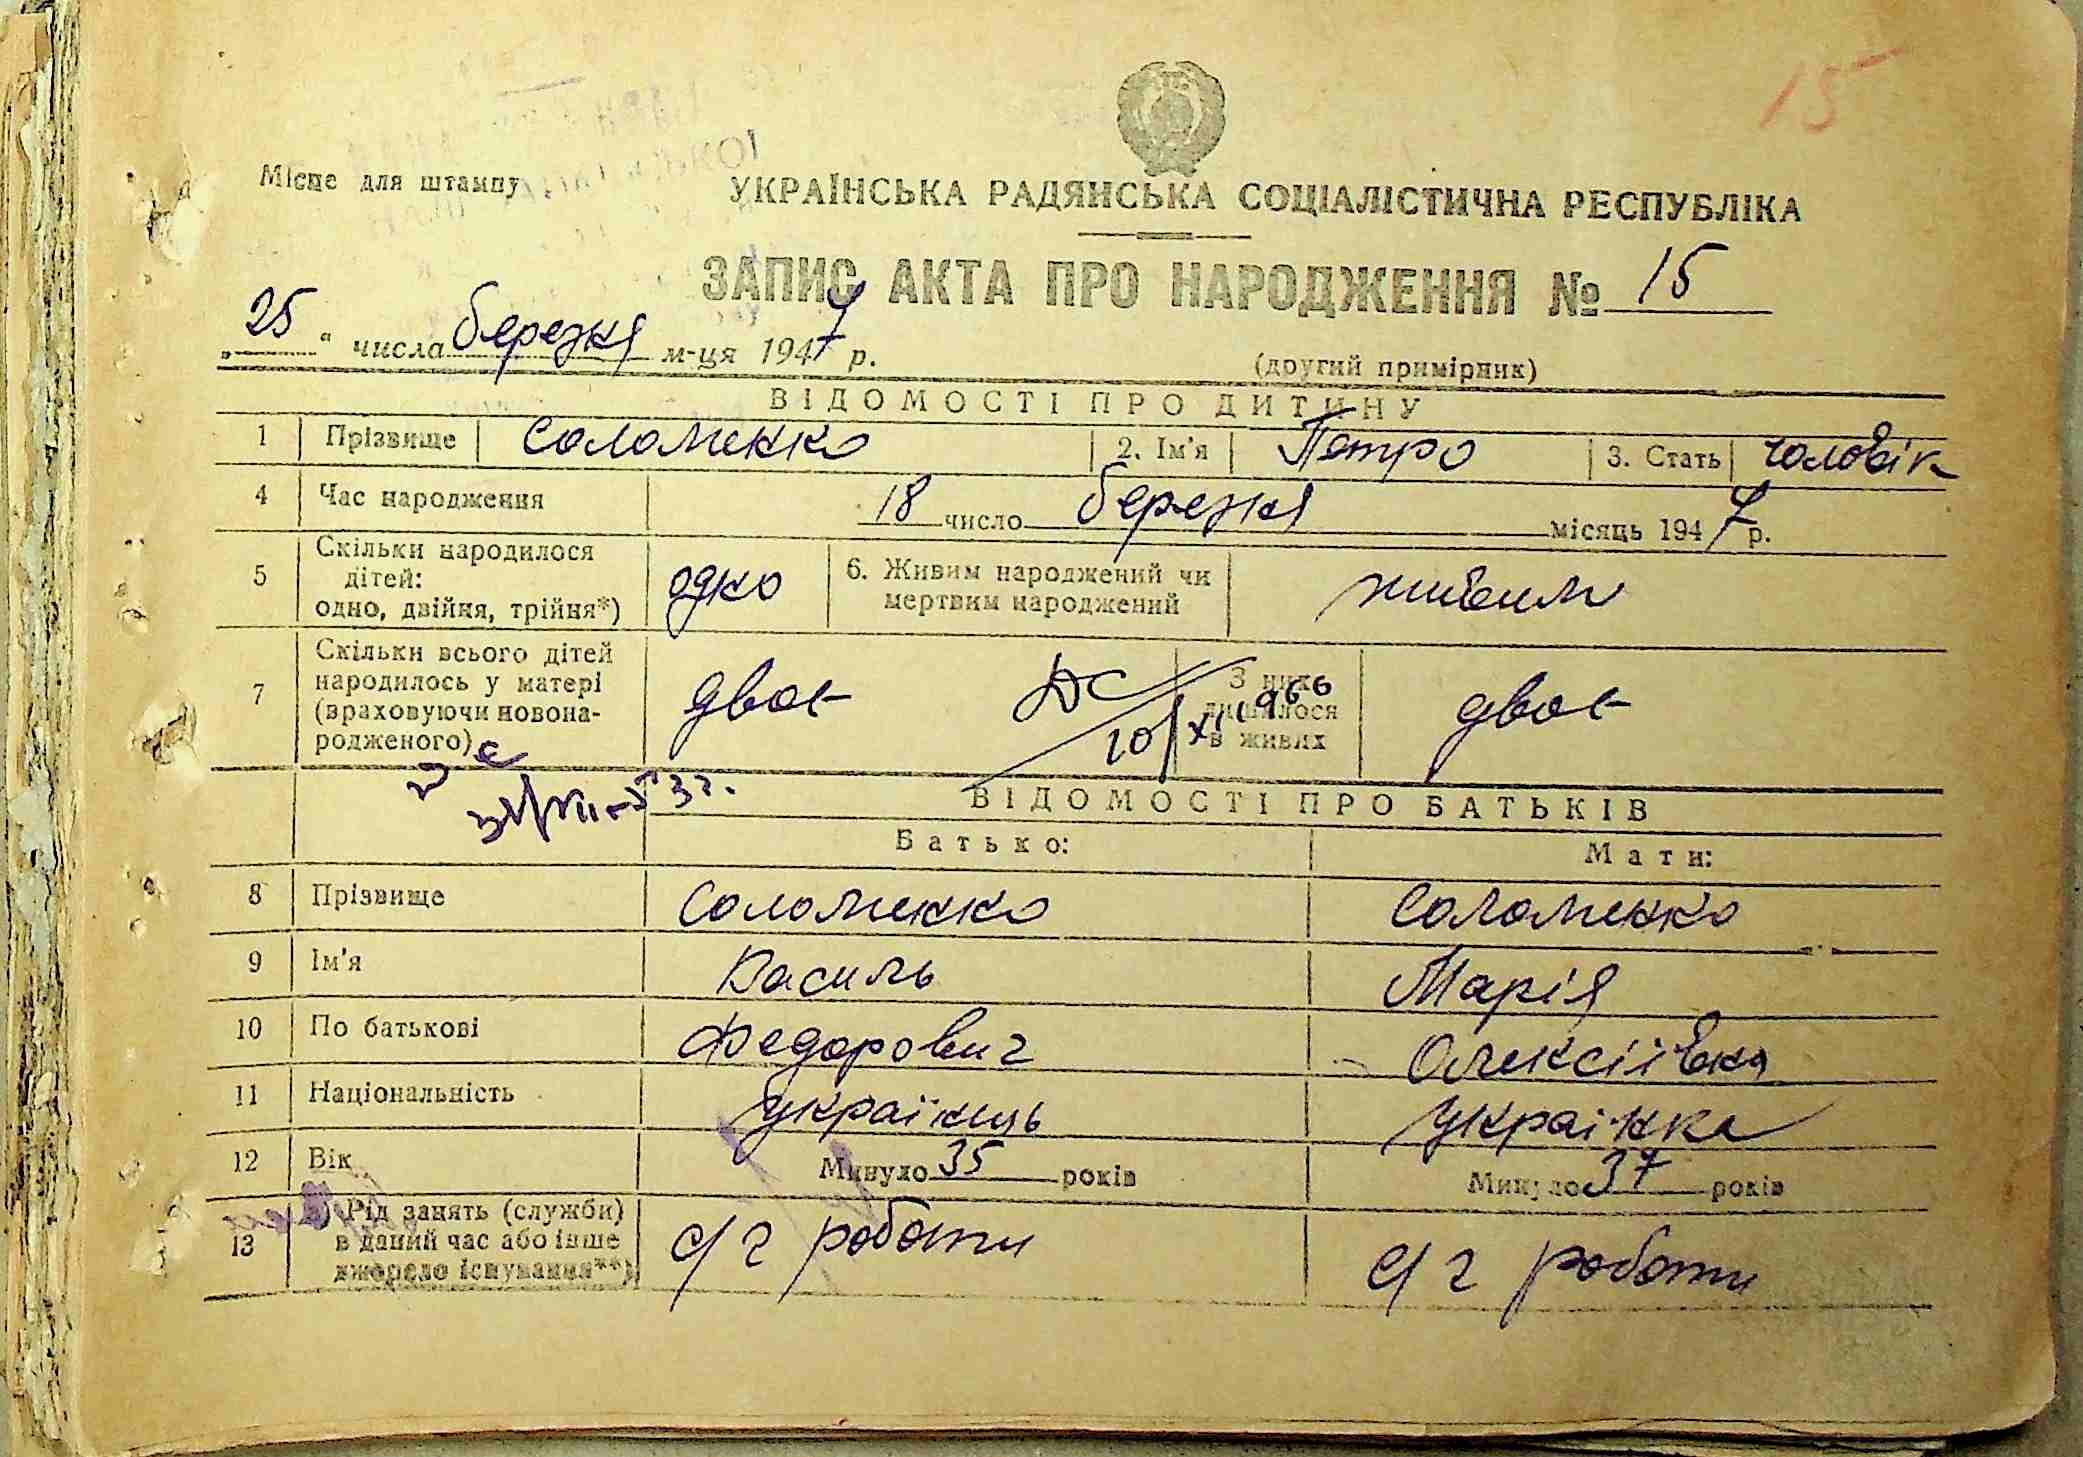 15
Місце для штампу
УКРАЇНСЬКА РАДЯНСЬКА СОЦІАЛІСТИЧНА РЕСПУБЛІКА
ЗАПИС АКТА ПРО НАРОДЖЕННЯ № 15
„25“ числа березня м-ця 1947 р.
(другий примірник)
ВІДОМОСТІ ПРО ДИТИНУ
1 Прізвище Соломенко 2. Ім'я Петро 3. Стать чоловік
4 Час народження 18 число березня місяць 1947 р.
5 Скільки народилося дітей: одно, двійня, трійня*) одно 6. Живим народжений чи мертвим народжений живим
7 Скільки всього дітей народилось у матері (враховуючи новонародженого) двоє З них лишилося в живих двоє
ДС
10/XI 1966
ВІДОМОСТІ ПРО БАТЬКІВ
Батько: Мати:
8 Прізвище Соломенко Соломенко
9 Ім'я Василь Марія
10 По батькові Федорович Олексіївна
11 Національність українць українка
12 Вік Минуло 35 років Минуло 37 років
13 Рід занять (служби) в даний час або інше джерело існування**) с/г роботи с/г роботи